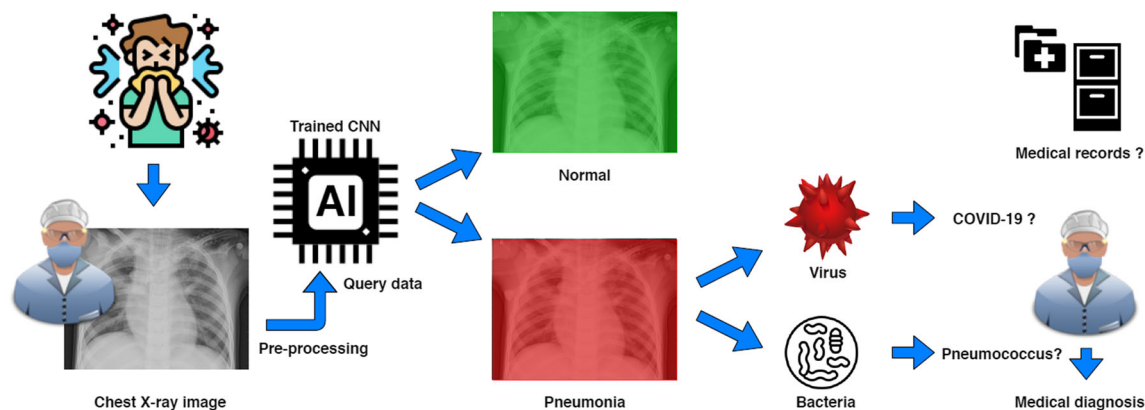 Trained CNN
AI
Query data
Pre-processing
Chest X-ray image
Normal
Pneumonia
Virus
Bacteria
COVID-19 ?
Pneumococcus?
Medical records ?
Medical diagnosis